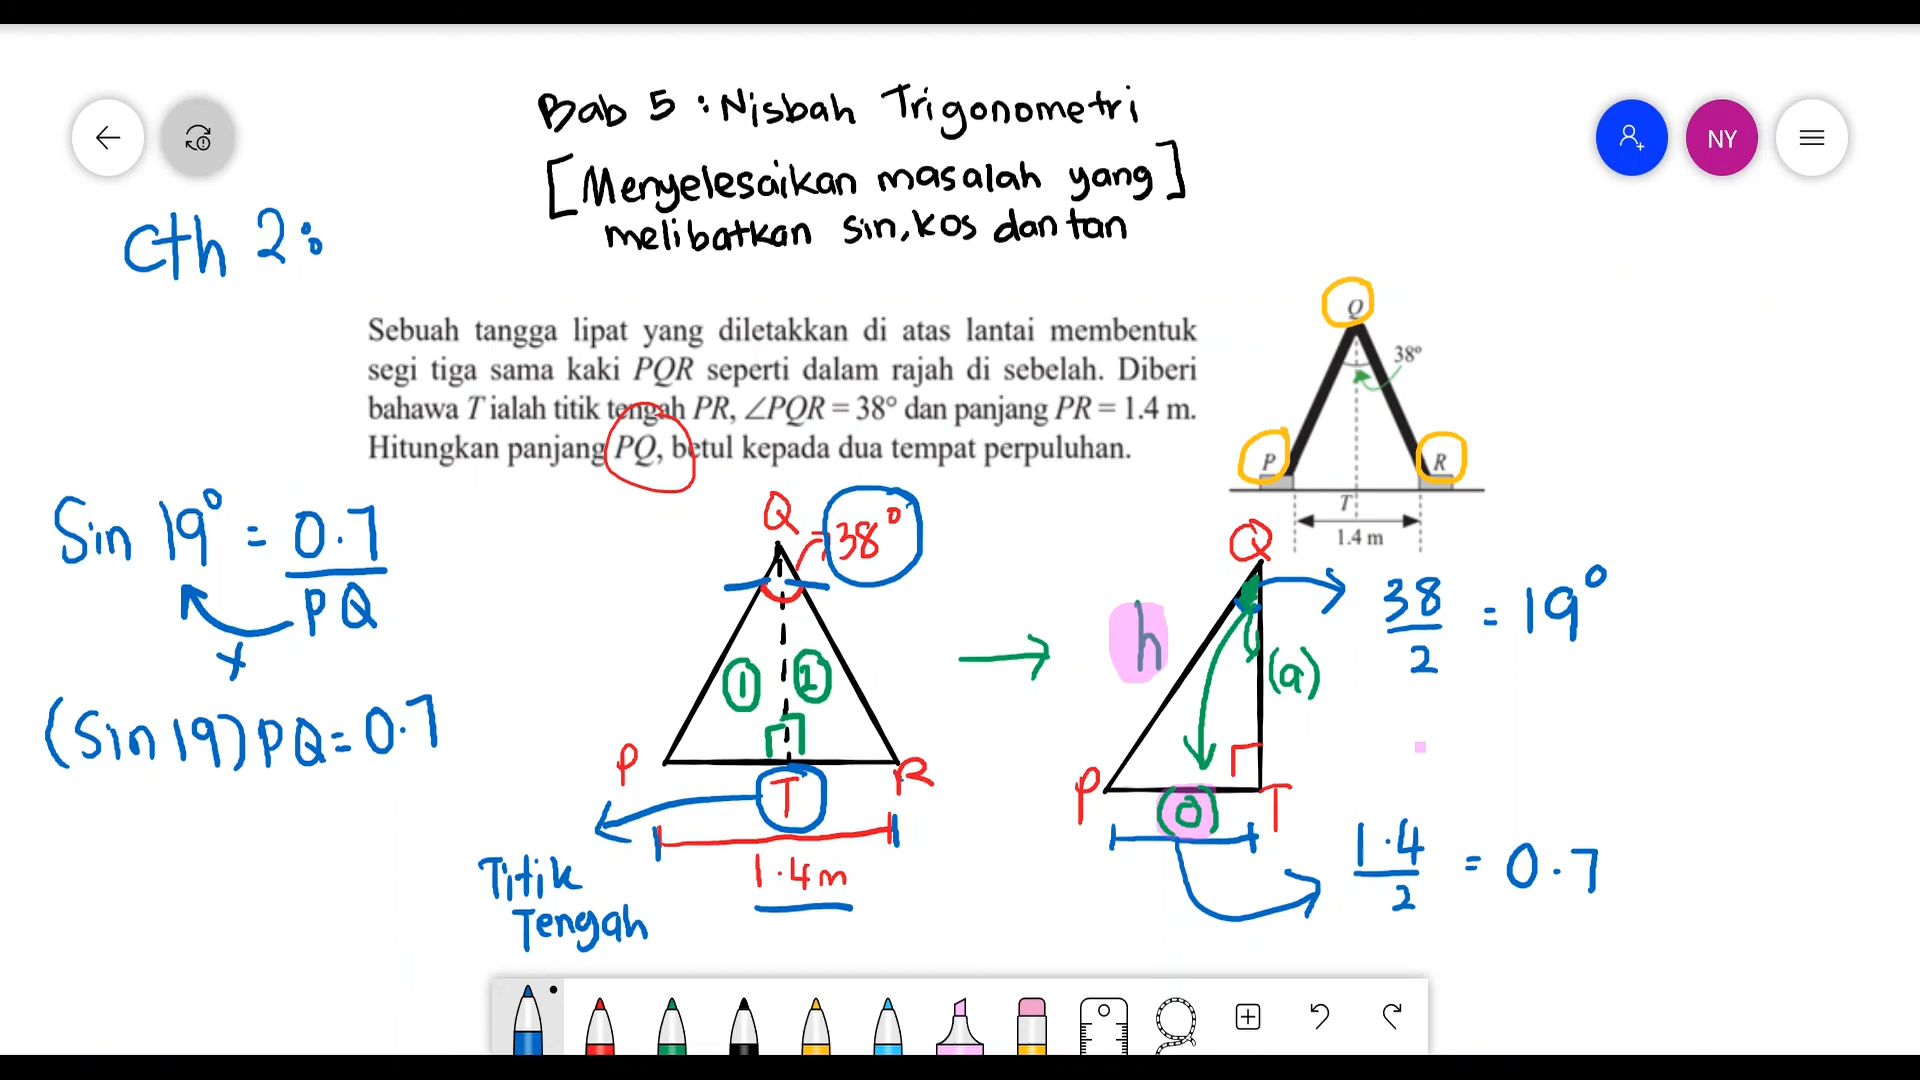 Bab 5 : Nisbah Trigonometri
[Menyelesaikan masalah yang]
melibatkan sin, kos dan tan
NY
Cth 2:
Sebuah tangga lipat yang diletakkan di atas lantai membentuk
segi tiga sama kaki PQR seperti dalam rajah di sebelah. Diberi
bahawa T ialah titik tengah PR, ∠PQR = 38° dan panjang PR = 1.4 m.
Hitungkan panjang PQ, betul kepada dua tempat perpuluhan.
Q
38°
P
R
T
1.4 m
Sin 19° = 0.7
PQ
x
(Sin 19) PQ = 0.7
Q
38°
1
2
P
T
R
1.4 m
Titik
Tengah
Q
h
(a)
P
o
T
38
2
= 19°
1.4
2
= 0.7